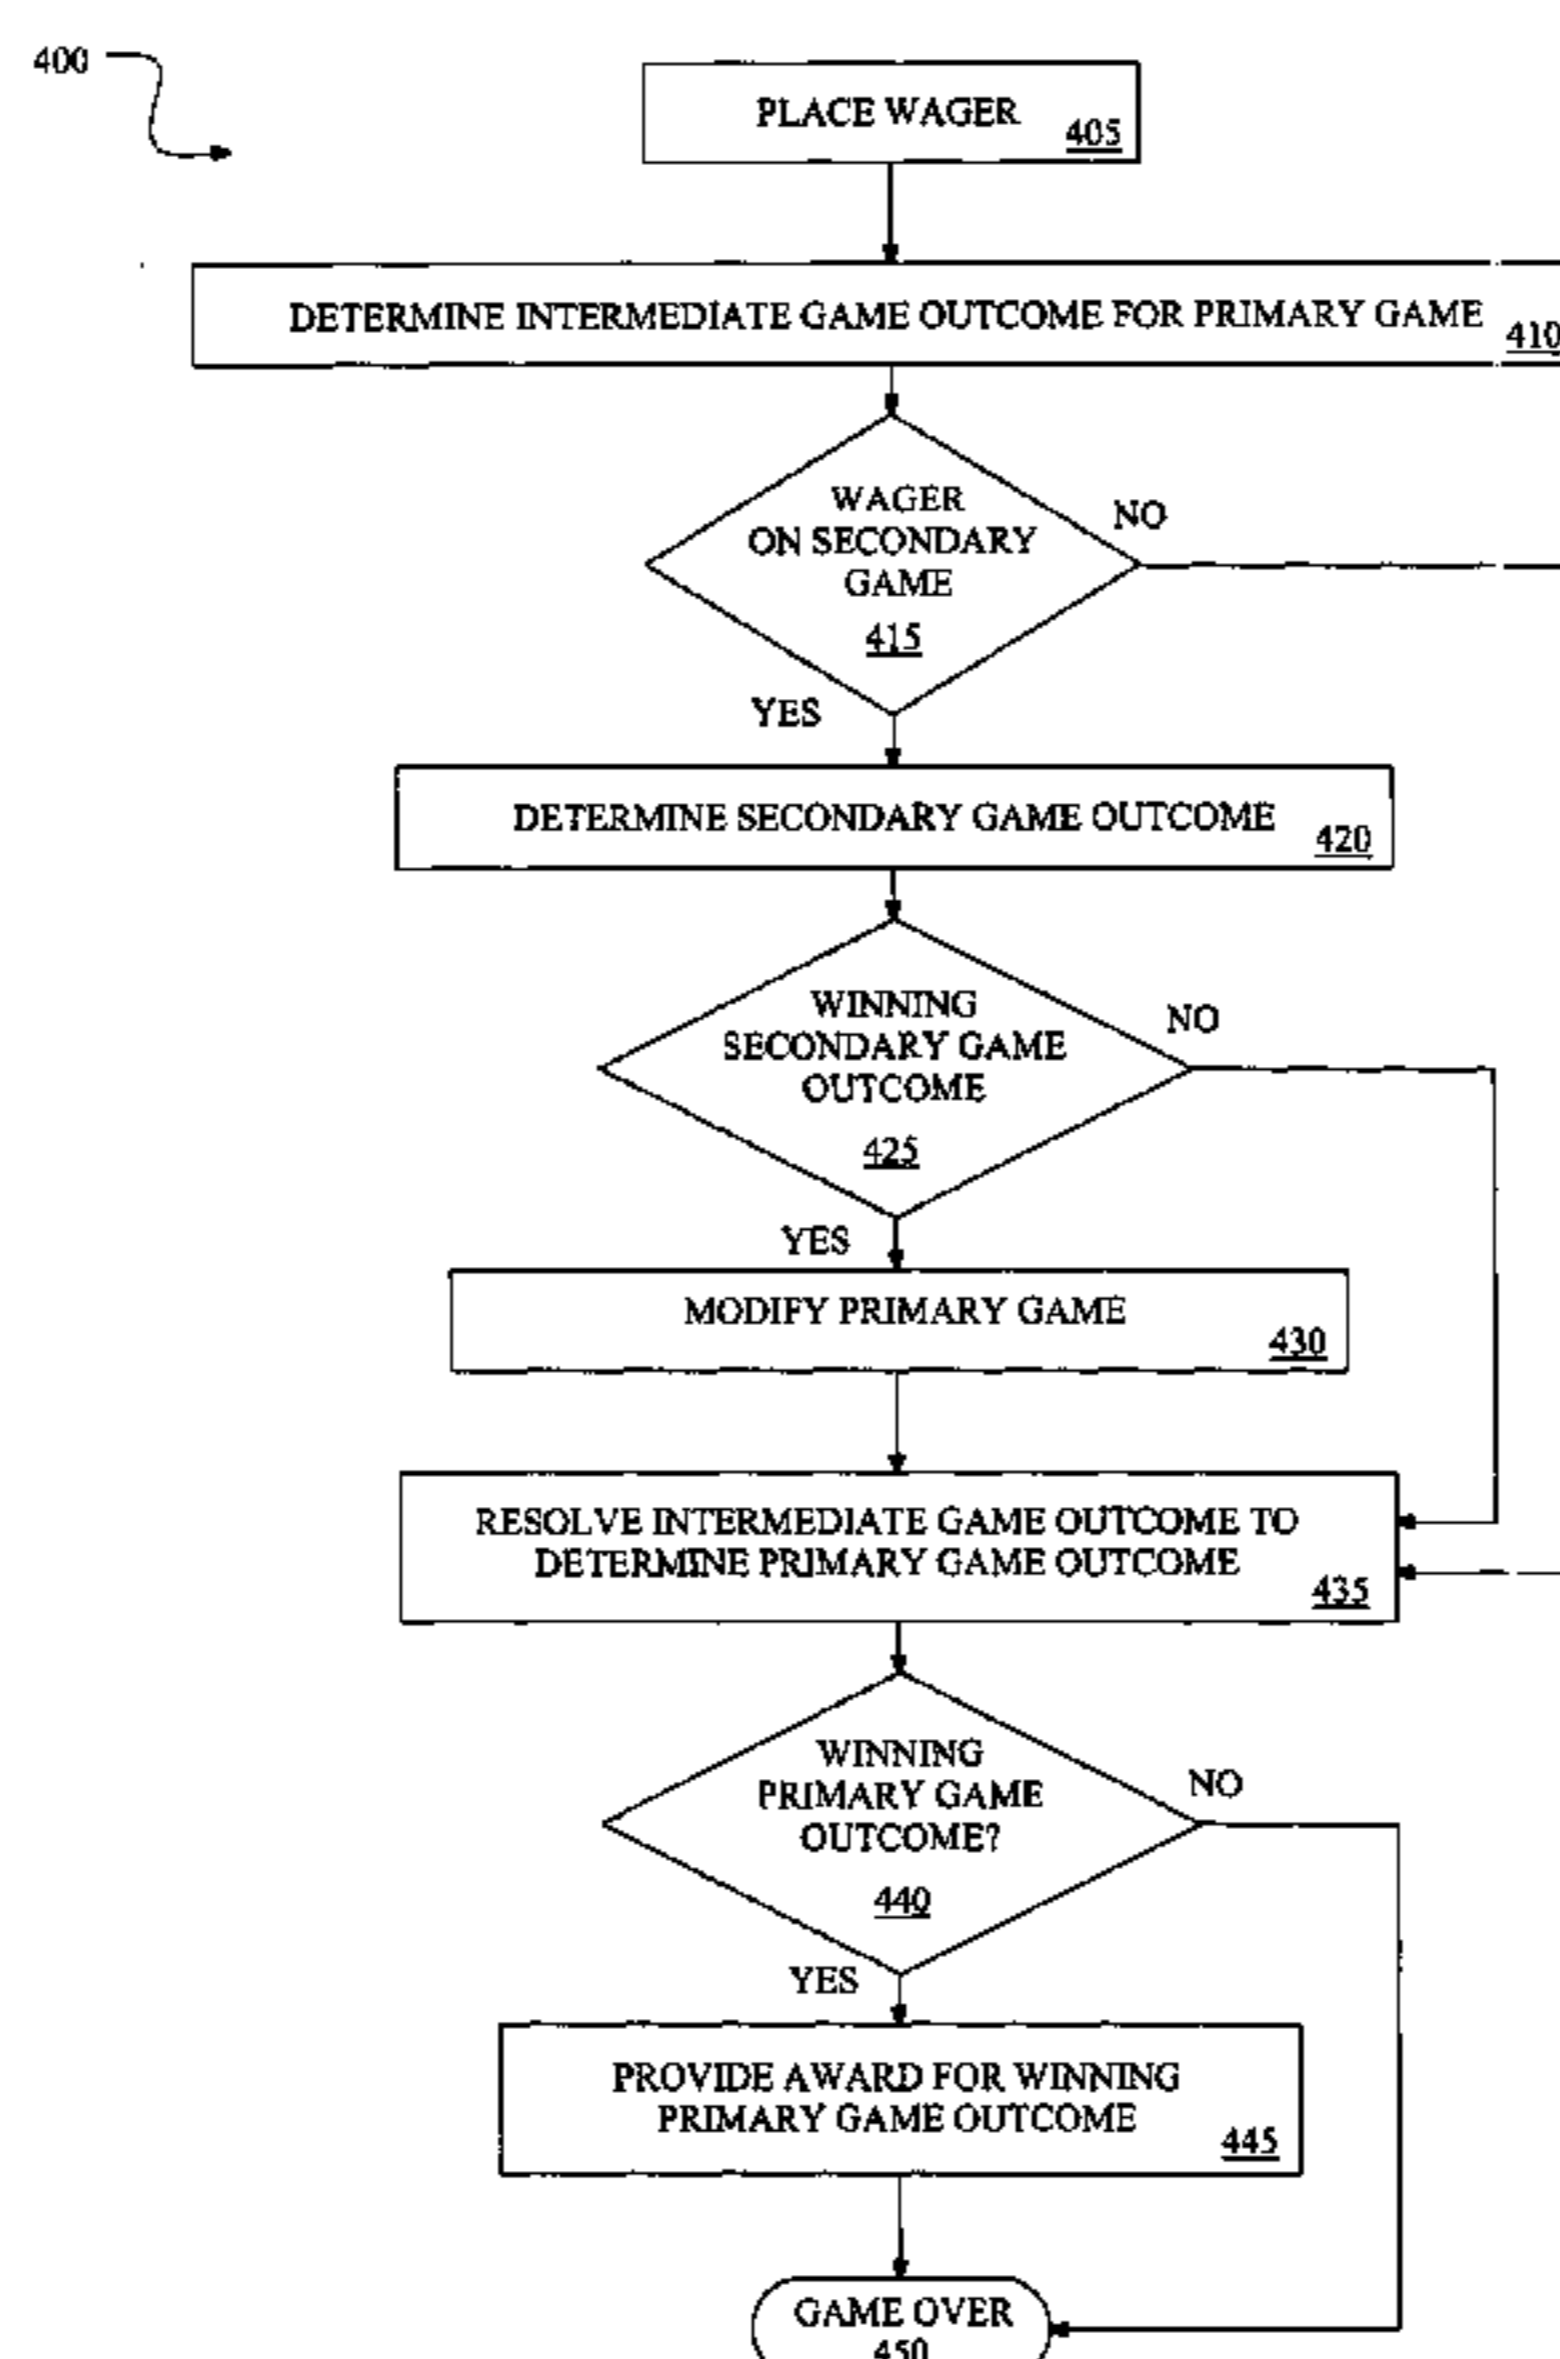 400
PLACE WAGER
405
DETERMINE INTERMEDIATE GAME OUTCOME FOR PRIMARY GAME
410
WAGER
ON SECONDARY
GAME
415
NO
YES
DETERMINE SECONDARY GAME OUTCOME
420
WINNING
SECONDARY GAME
OUTCOME
425
NO
YES
MODIFY PRIMARY GAME
430
RESOLVE INTERMEDIATE GAME OUTCOME TO
DETERMINE PRIMARY GAME OUTCOME
435
WINNING
PRIMARY GAME
OUTCOME?
440
NO
YES
PROVIDE AWARD FOR WINNING
PRIMARY GAME OUTCOME
445
GAME OVER
450